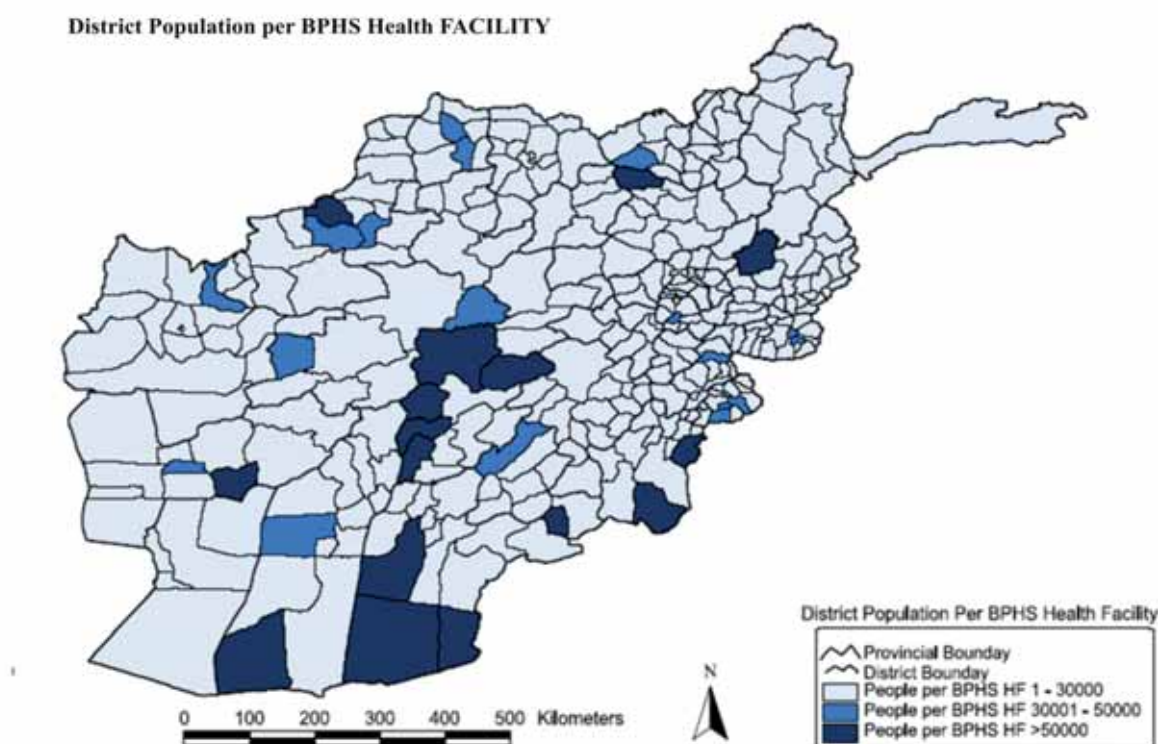 District Population per BPHS Health FACILITY
N
0 100 200 300 400 500 Kilometers
District Population Per BPHS Health Facility
Provincial Boundary
District Boundary
People per BPHS HF 1 - 30000
People per BPHS HF 30001 - 50000
People per BPHS HF >50000